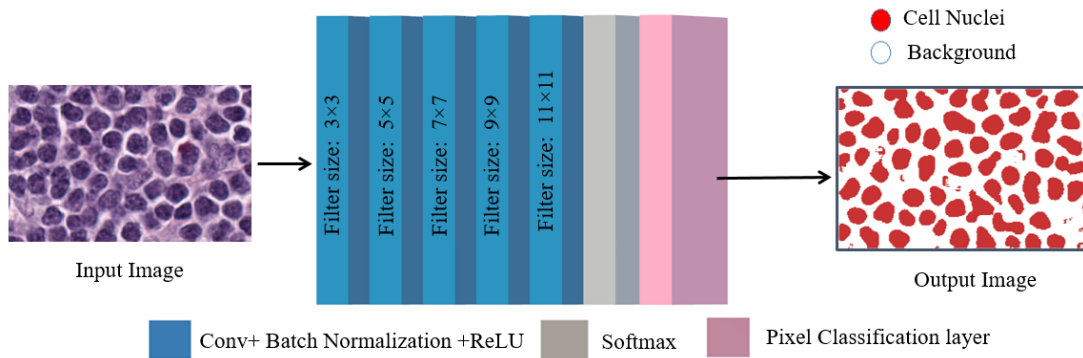 Cell Nuclei
Background
Filter size: 3×3
Filter size: 5×5
Filter size: 7×7
Filter size: 9×9
Filter size: 11×11
Input Image
Output Image
Conv+ Batch Normalization +ReLU
Softmax
Pixel Classification layer